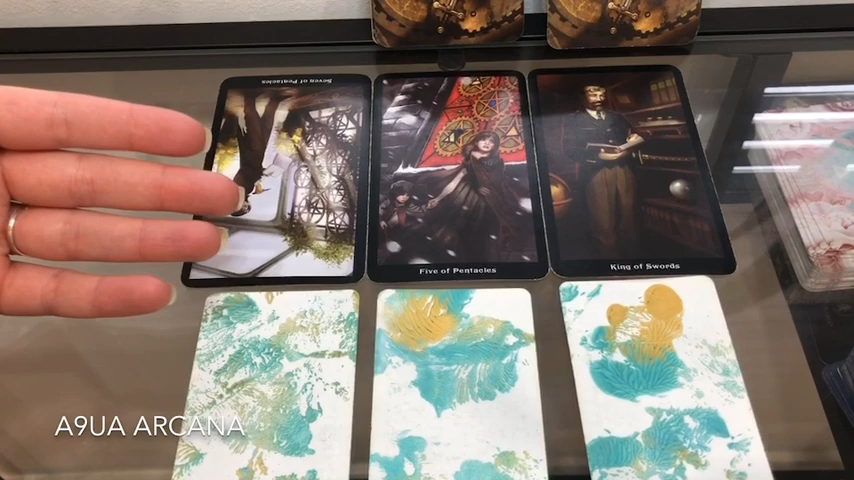 Seven of Pentacles
Five of Pentacles
King of Swords
A9UA ARCANA